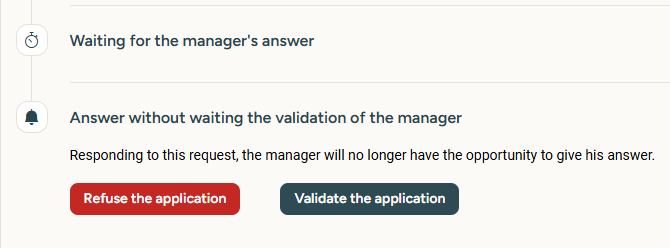 Waiting for the manager's answer
Answer without waiting the validation of the manager
Responding to this request, the manager will no longer have the opportunity to give his answer.
Refuse the application
Validate the application